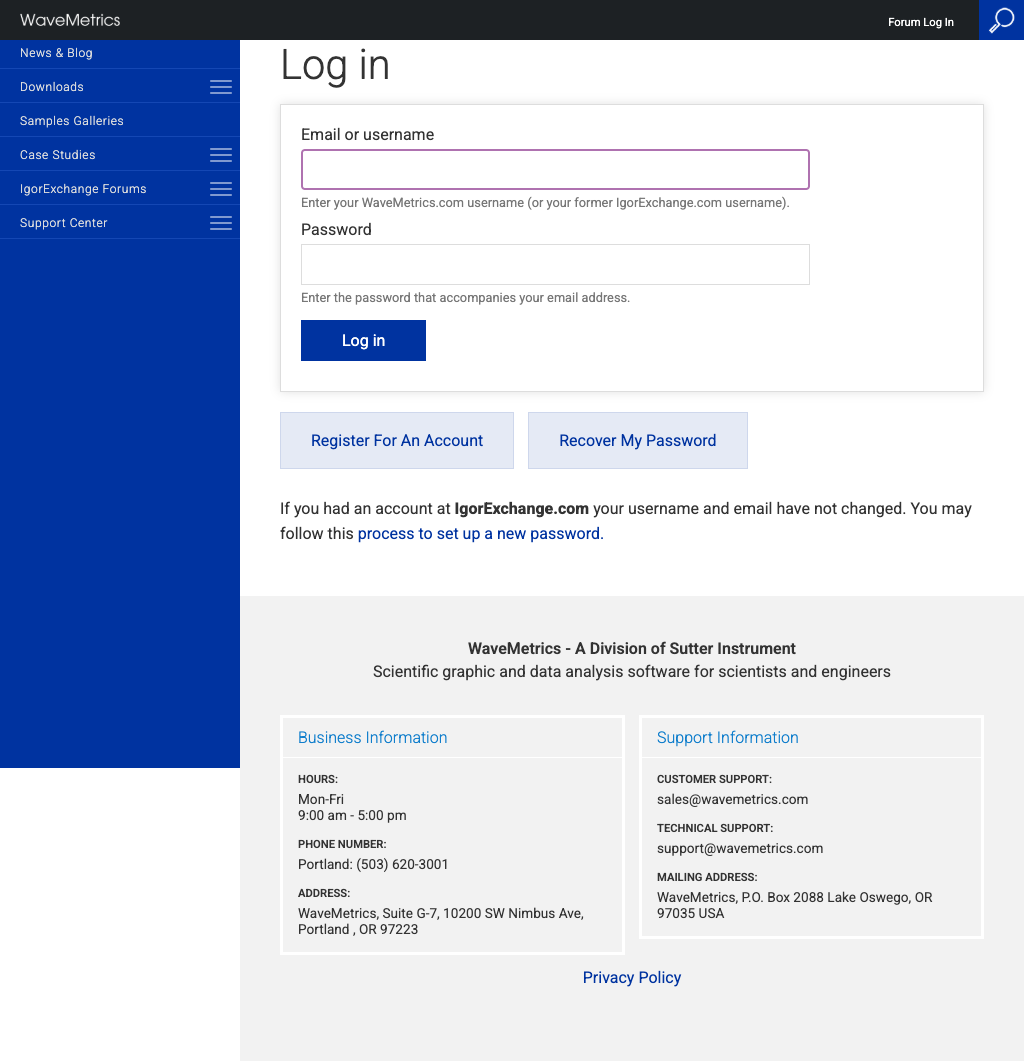 WaveMetrics
Forum Log In
News & Blog
Downloads
Samples Galleries
Case Studies
IgorExchange Forums
Support Center
Log in
Email or username
Enter your WaveMetrics.com username (or your former IgorExchange.com username).
Password
Enter the password that accompanies your email address.
Log in
Register For An Account
Recover My Password
If you had an account at IgorExchange.com your username and email have not changed. You may
follow this process to set up a new password.
WaveMetrics - A Division of Sutter Instrument
Scientific graphic and data analysis software for scientists and engineers
Business Information
HOURS:
Mon-Fri
9:00 am - 5:00 pm
PHONE NUMBER:
Portland: (503) 620-3001
ADDRESS:
WaveMetrics, Suite G-7, 10200 SW Nimbus Ave,
Portland , OR 97223
Support Information
CUSTOMER SUPPORT:
sales@wavemetrics.com
TECHNICAL SUPPORT:
support@wavemetrics.com
MAILING ADDRESS:
WaveMetrics, P.O. Box 2088 Lake Oswego, OR
97035 USA
Privacy Policy